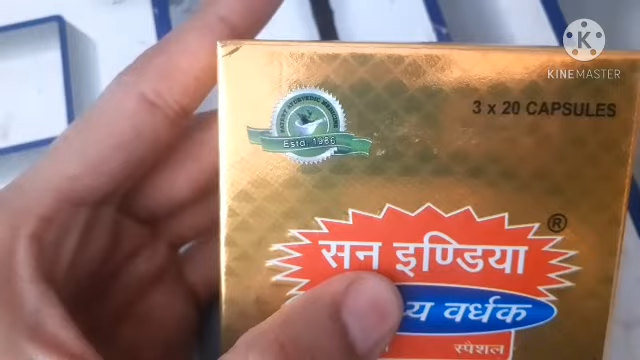 KINEMASTER
3 x 20 CAPSULES
Estd. 1986
®
सन इण्डिया
वर्धक
स्पैशल